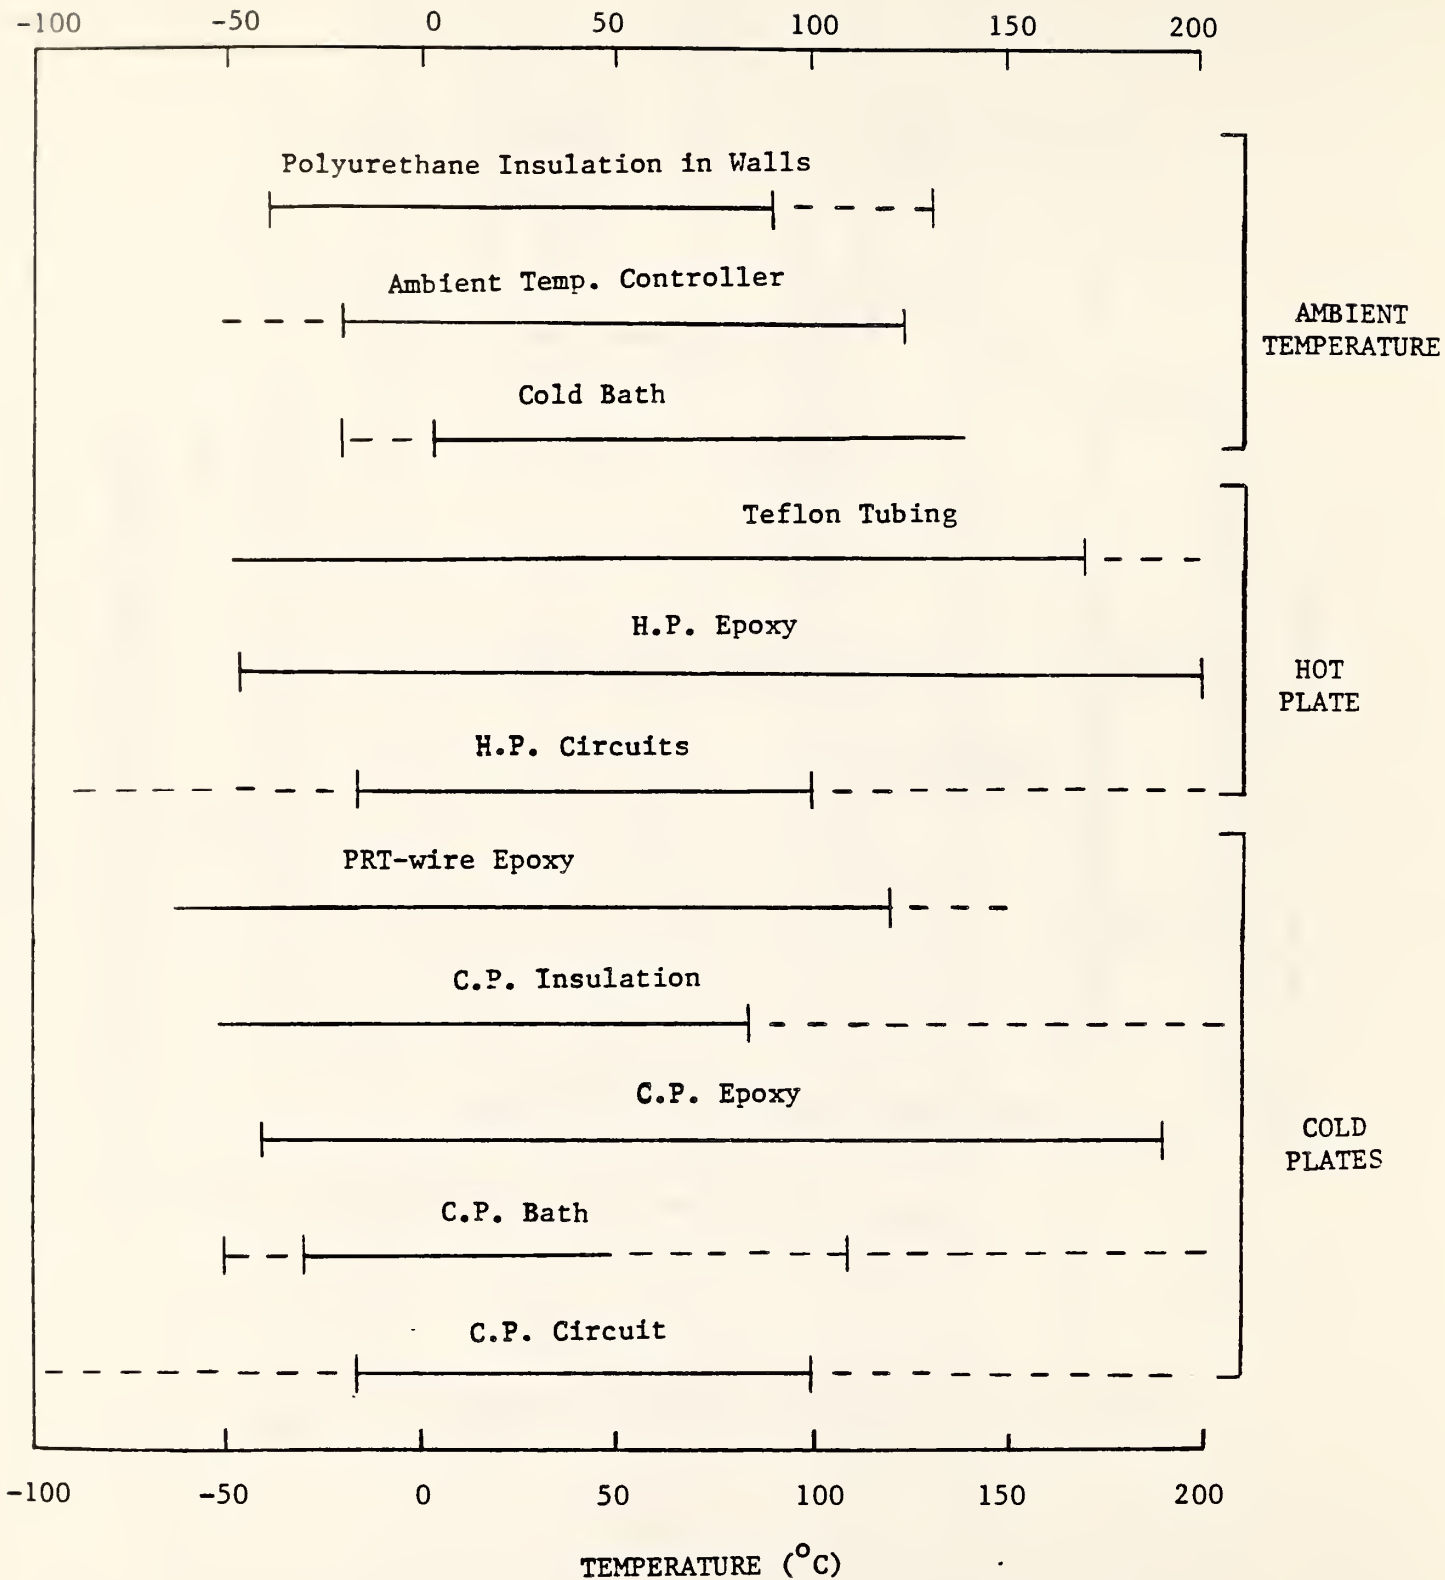 -100 -50 0 50 100 150 200
Polyurethane Insulation in Walls
Ambient Temp. Controller
Cold Bath
AMBIENT
TEMPERATURE
Teflon Tubing
H.P. Epoxy
H.P. Circuits
HOT
PLATE
PRT-wire Epoxy
C.P. Insulation
C.P. Epoxy
C.P. Bath
C.P. Circuit
COLD
PLATES
-100 -50 0 50 100 150 200
TEMPERATURE (°C)